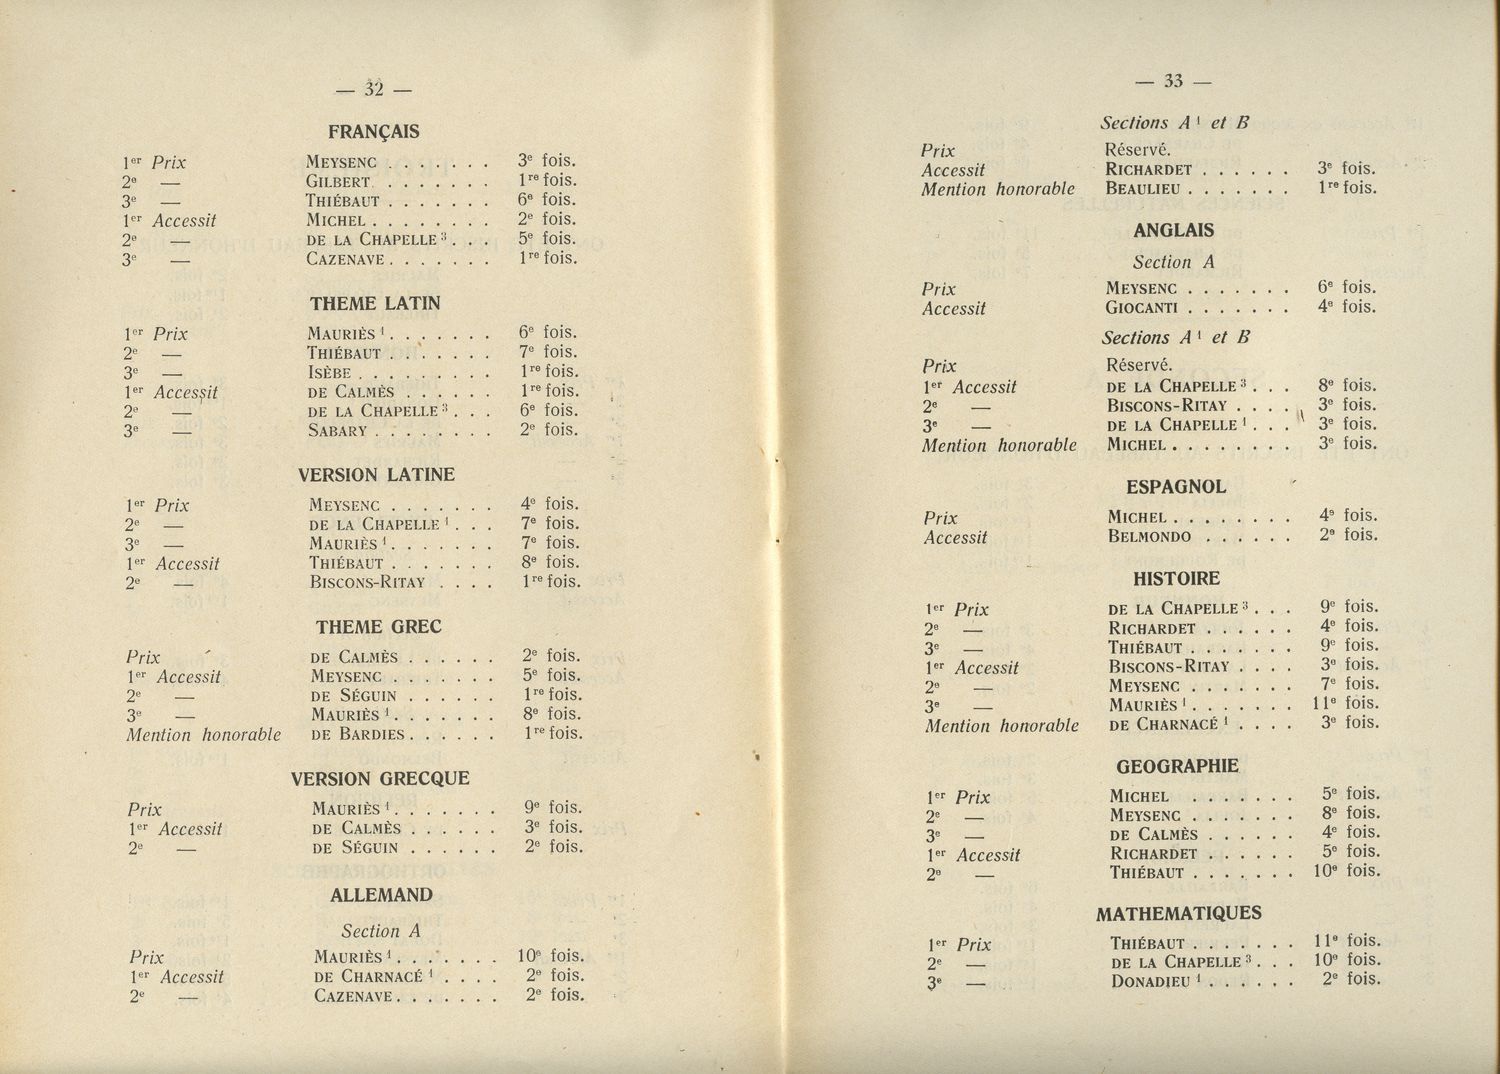 — 32 —
FRANÇAIS
1er Prix MEYSENC . . . . . . . 3e fois.
2e — GILBERT . . . . . . . . 1re fois.
3e — THIÉBAUT . . . . . . . 6e fois.
1er Accessit MICHEL . . . . . . . . 2e fois.
2e — DE LA CHAPELLE 3 . . . 5e fois.
3e — CAZENAVE . . . . . . . 1re fois.
THEME LATIN
1er Prix MAURIÈS 1 . . . . . . . 6e fois.
2e — THIÉBAUT . . . . . . . 7e fois.
3e — ISÈBE . . . . . . . . . 1re fois.
1er Accessit DE CALMÈS . . . . . . 1re fois.
2e — DE LA CHAPELLE 3 . . . 6e fois.
3e — SABARY . . . . . . . . 2e fois.
VERSION LATINE
1er Prix MEYSENC . . . . . . . 4e fois.
2e — DE LA CHAPELLE 1 . . . 7e fois.
3e — MAURIÈS 1 . . . . . . . 7e fois.
1er Accessit THIÉBAUT . . . . . . . 8e fois.
2e — BISCONS-RITAY . . . . 1re fois.
THEME GREC
Prix DE CALMÈS . . . . . . 2e fois.
1er Accessit MEYSENC . . . . . . . 5e fois.
2e — DE SÉGUIN . . . . . . 1re fois.
3e — MAURIÈS 1 . . . . . . . 8e fois.
Mention honorable DE BARDIES . . . . . . 1re fois.
VERSION GRECQUE
Prix MAURIÈS 1 . . . . . . . 9e fois.
1er Accessit DE CALMÈS . . . . . . 3e fois.
2e — DE SÉGUIN . . . . . . 2e fois.
ALLEMAND
Section A
Prix MAURIÈS 1 . . . . . . . 10e fois.
1er Accessit DE CHARNACÉ 1 . . . . 2e fois.
2e — CAZENAVE . . . . . . . 2e fois.
— 33 —
Sections A 1 et B
Prix Réservé.
Accessit RICHARDET . . . . . . 3e fois.
Mention honorable BEAULIEU . . . . . . . 1re fois.
ANGLAIS
Section A
Prix MEYSENC . . . . . . . 6e fois.
Accessit GIOCANTI . . . . . . . 4e fois.
Sections A 1 et B
Prix Réservé.
1er Accessit DE LA CHAPELLE 3 . . . 8e fois.
2e — BISCONS-RITAY . . . . 3e fois.
3e — DE LA CHAPELLE 1 . . . 3e fois.
Mention honorable MICHEL . . . . . . . . 3e fois.
ESPAGNOL
Prix MICHEL . . . . . . . . 4e fois.
Accessit BELMONDO . . . . . . 2e fois.
HISTOIRE
1er Prix DE LA CHAPELLE 3 . . . 9e fois.
2e — RICHARDET . . . . . . 4e fois.
3e — THIÉBAUT . . . . . . . 9e fois.
1er Accessit BISCONS-RITAY . . . . 3e fois.
2e — MEYSENC . . . . . . . 7e fois.
3e — MAURIÈS 1 . . . . . . . 11e fois.
Mention honorable DE CHARNACÉ 1 . . . . 3e fois.
GEOGRAPHIE
1er Prix MICHEL . . . . . . . 5e fois.
2e — MEYSENC . . . . . . . 8e fois.
3e — DE CALMÈS . . . . . . 4e fois.
1er Accessit RICHARDET . . . . . . 5e fois.
2e — THIÉBAUT . . . . . . . 10e fois.
MATHEMATIQUES
1er Prix THIÉBAUT . . . . . . . 11e fois.
2e — DE LA CHAPELLE 3 . . . 10e fois.
3e — DONADIEU 1 . . . . . . 2e fois.